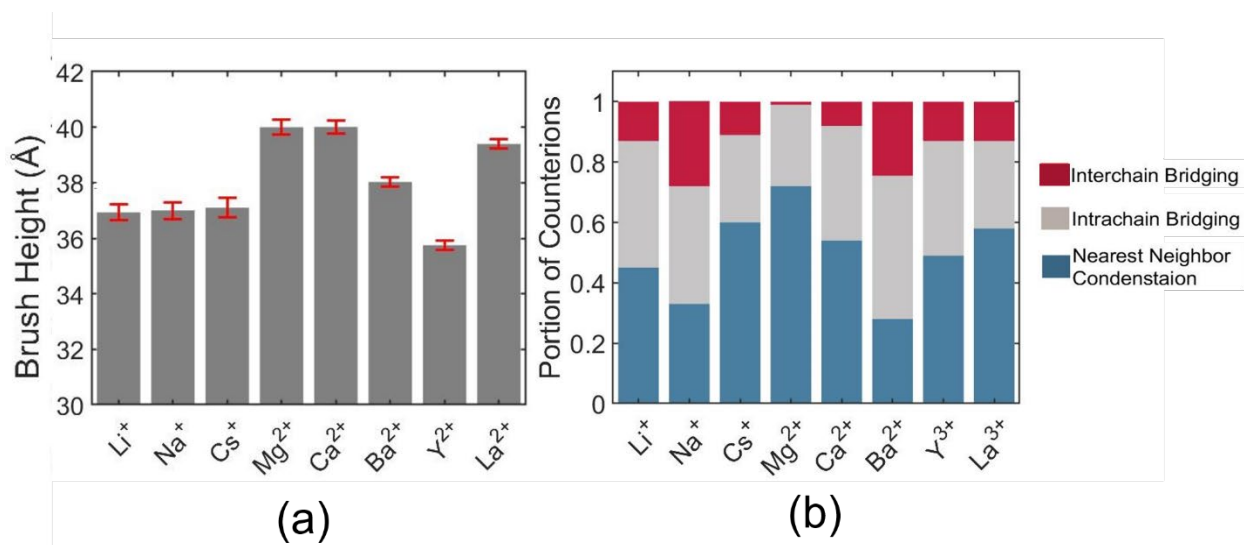 Brush Height (Å)
42
40
38
36
34
32
30
Li⁺
Na⁺
Cs⁺
Mg²⁺
Ca²⁺
Ba²⁺
Y²⁺
La²⁺
(a)
Portion of Counterions
1
0.8
0.6
0.4
0.2
0
Li⁺
Na⁺
Cs⁺
Mg²⁺
Ca²⁺
Ba²⁺
Y³⁺
La³⁺
(b)
Interchain Bridging
Intrachain Bridging
Nearest Neighbor
Condenstaion